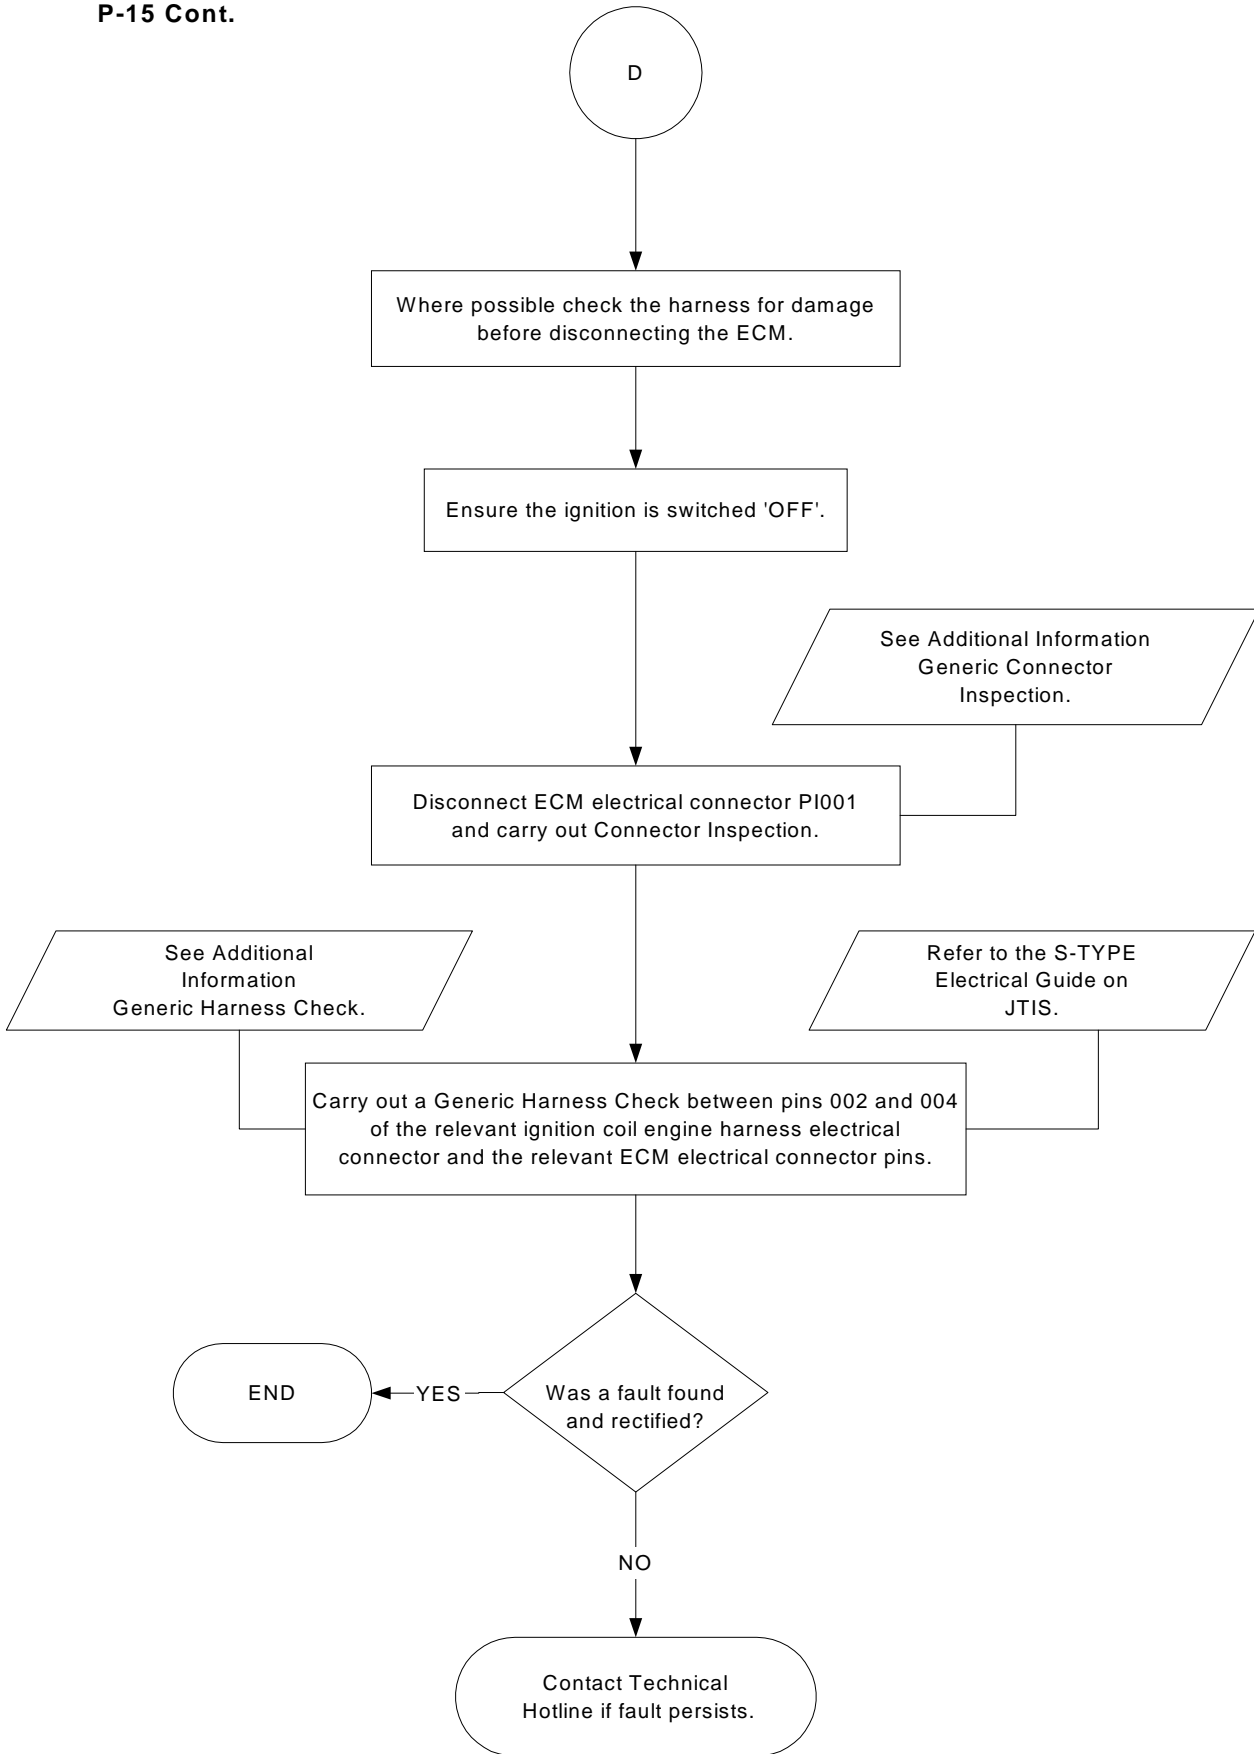 P-15 Cont.
D
Where possible check the harness for damage
before disconnecting the ECM.
Ensure the ignition is switched 'OFF'.
See Additional Information
Generic Connector
Inspection.
Disconnect ECM electrical connector PI001
and carry out Connector Inspection.
See Additional
Information
Generic Harness Check.
Refer to the S-TYPE
Electrical Guide on
JTIS.
Carry out a Generic Harness Check between pins 002 and 004
of the relevant ignition coil engine harness electrical
connector and the relevant ECM electrical connector pins.
Was a fault found
and rectified?
YES
END
NO
Contact Technical
Hotline if fault persists.